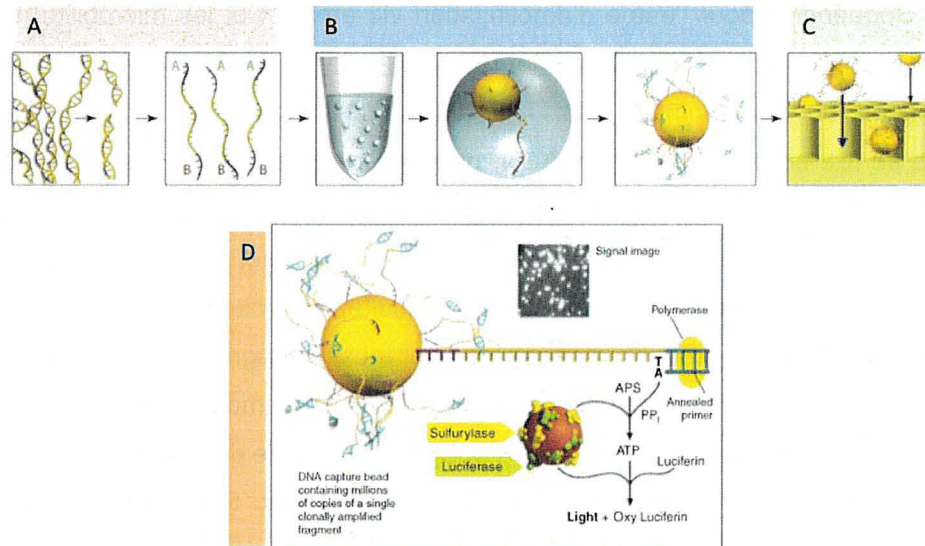 A
B
C
A A A
B B B
D
Signal image
Polymerase
T
A
APS
Annealed
primer
PPi
Sulfurylase
ATP
Luciferin
Luciferase
DNA capture bead
containing millions
of copies of a single
clonally amplified
fragment
Light + Oxy Luciferin